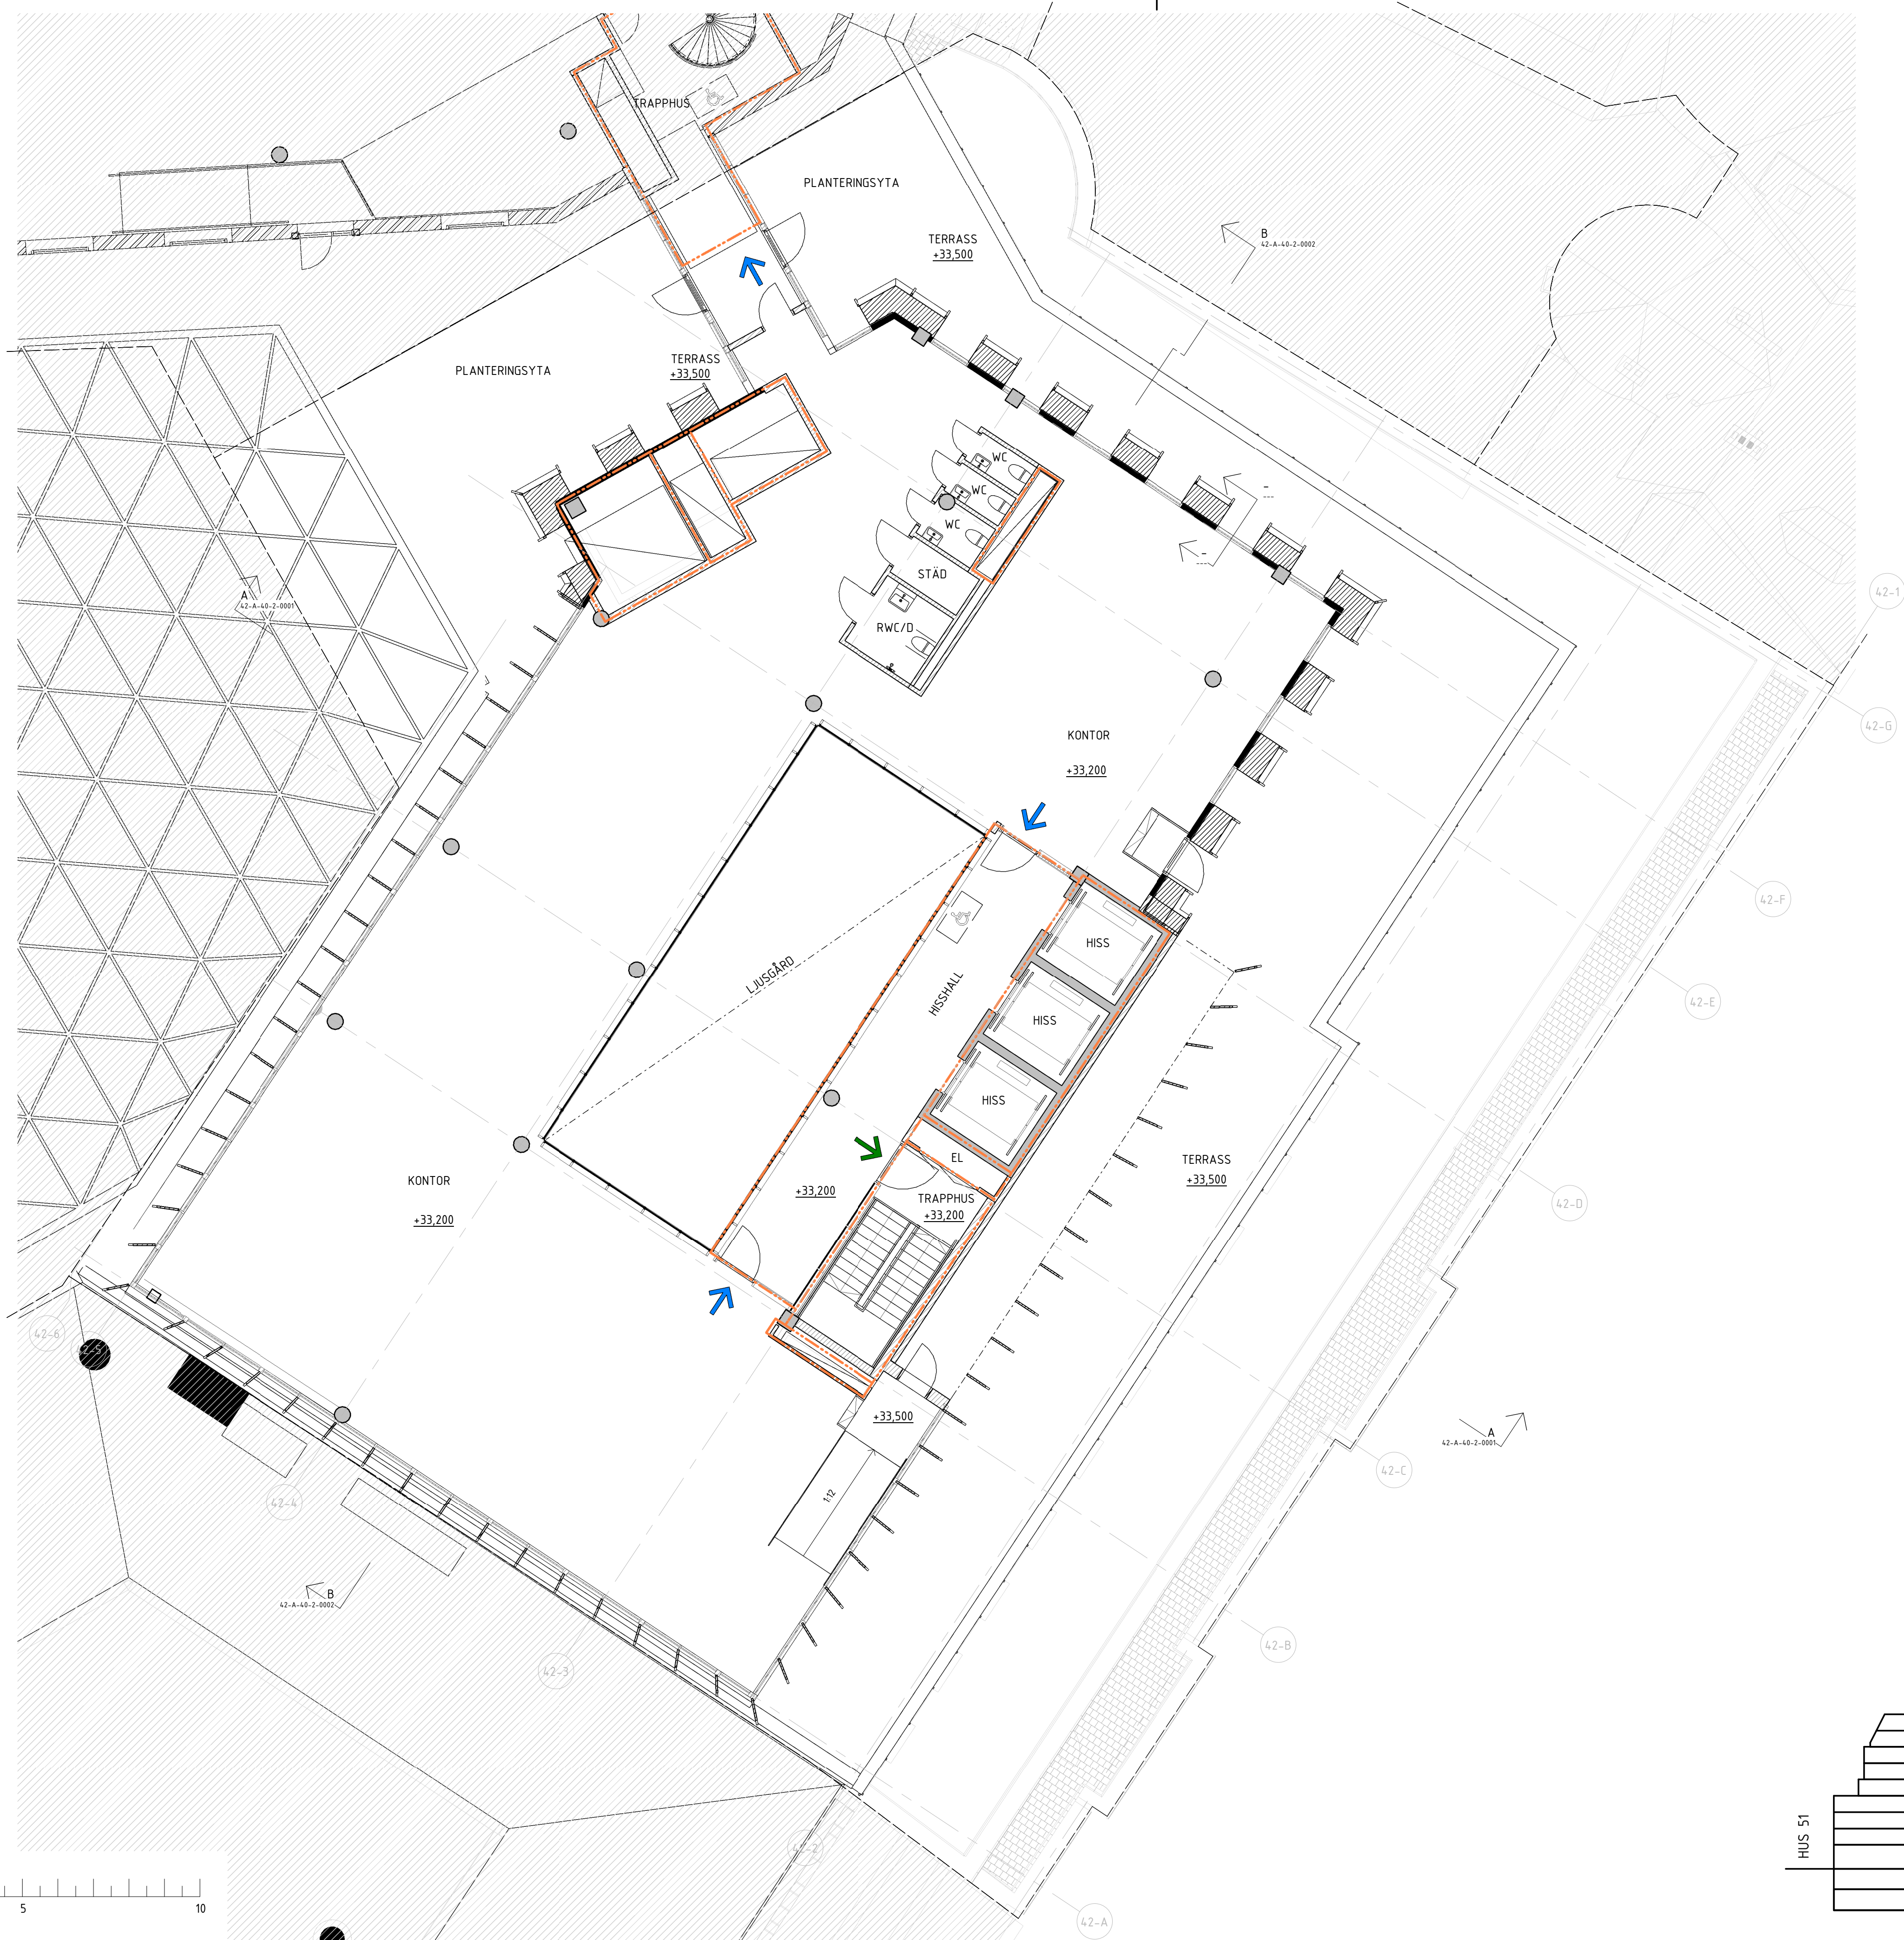 TRAPPHUS
PLANTERINGSYTA
TERRASS
+33,500
B
42-A-40-2-0002
PLANTERINGSYTA
TERRASS
+33,500
WC
WC
WC
STÄD
RWC/D
A
42-A-40-2-0001
42-1
42-G
KONTOR
+33,200
42-F
HISS
LJUSGÅRD
HISSHALL
HISS
42-E
HISS
EL
TERRASS
+33,500
KONTOR
+33,200
+33,200
TRAPPHUS
+33,200
42-D
42-6
42-5
+33,500
A
42-A-40-2-0001
42-C
1:12
42-4
B
42-A-40-2-0002
42-B
42-3
42-2
HUS 51
5
10
42-A